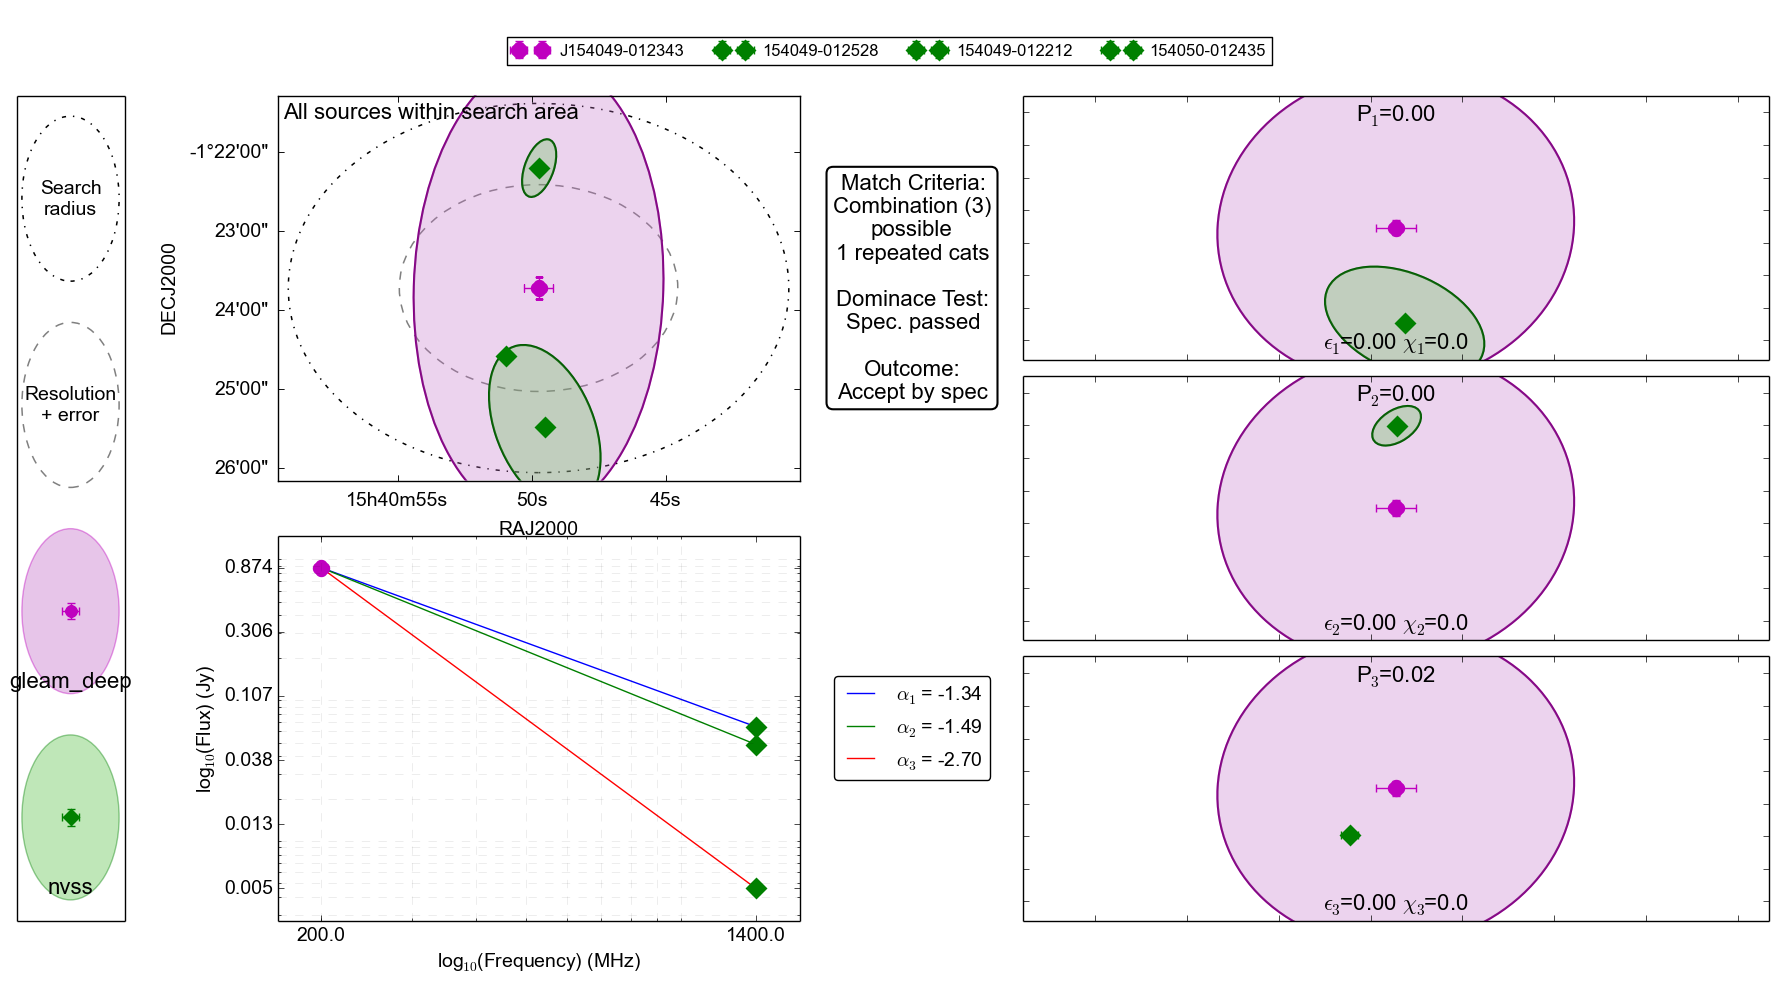 J154049-012343 154049-012528 154049-012212 154050-012435
Search
radius
Resolution
+ error
gleam_deep
nvss
All sources within search area
-1°22'00"
23'00"
24'00"
25'00"
26'00"
DECJ2000
15h40m55s 50s 45s
RAJ2000
Match Criteria:
Combination (3)
possible
1 repeated cats
Dominace Test:
Spec. passed
Outcome:
Accept by spec
0.874
0.306
0.107
0.038
0.013
0.005
log₁₀(Flux) (Jy)
200.0 1400.0
log₁₀(Frequency) (MHz)
α₁ = -1.34
α₂ = -1.49
α₃ = -2.70
P₁=0.00
ϵ₁=0.00 χ₁=0.0
P₂=0.00
ϵ₂=0.00 χ₂=0.0
P₃=0.02
ϵ₃=0.00 χ₃=0.0